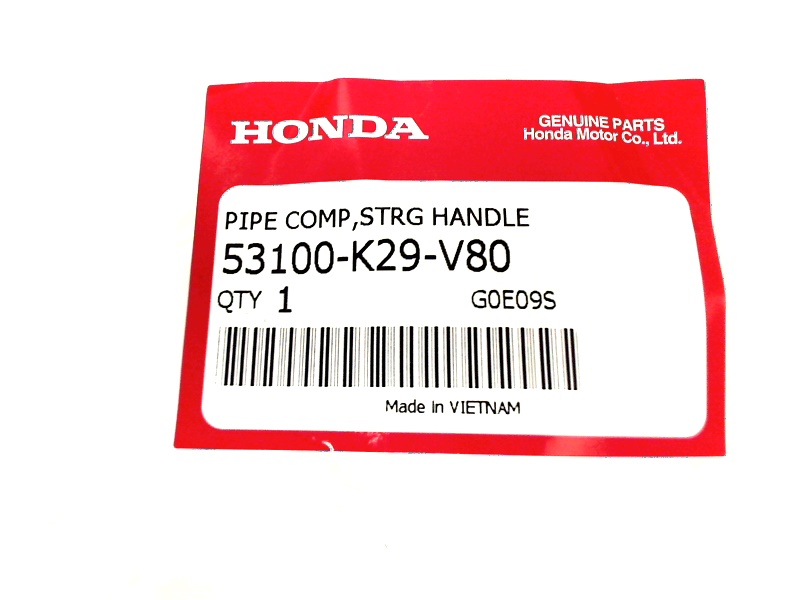 HONDA
GENUINE PARTS
Honda Motor Co., Ltd.
PIPE COMP,STRG HANDLE
53100-K29-V80
QTY 1 G0E09S
Made in VIETNAM